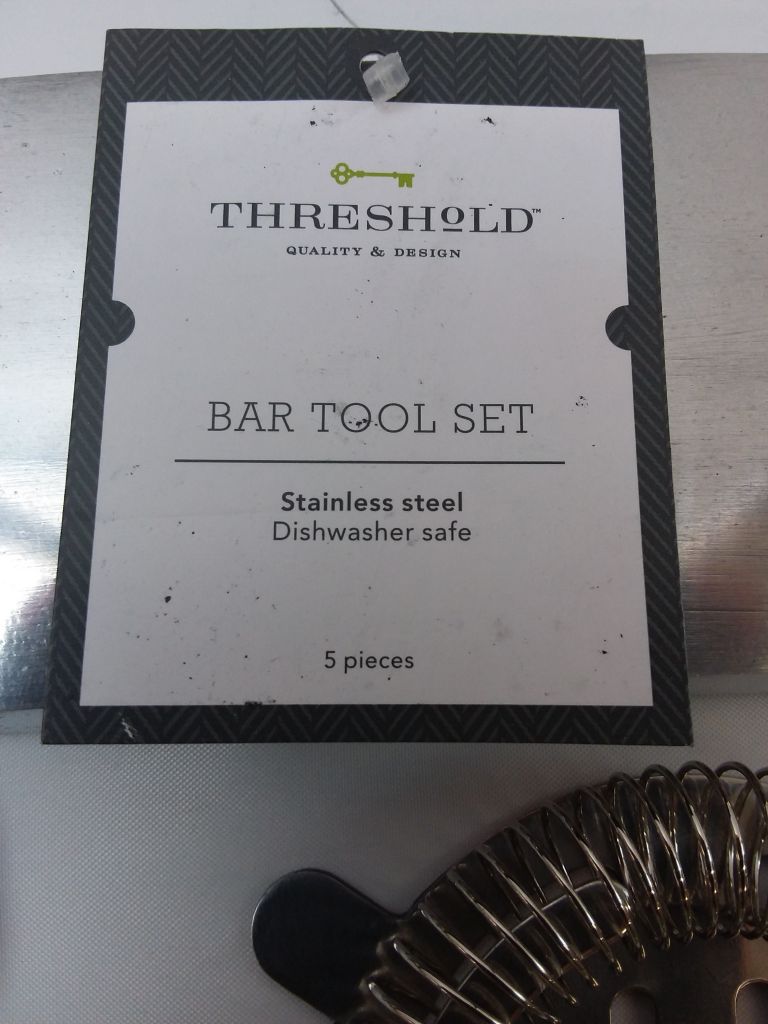 THRESHOLD™
QUALITY & DESIGN
BAR TOOL SET
Stainless steel
Dishwasher safe
5 pieces